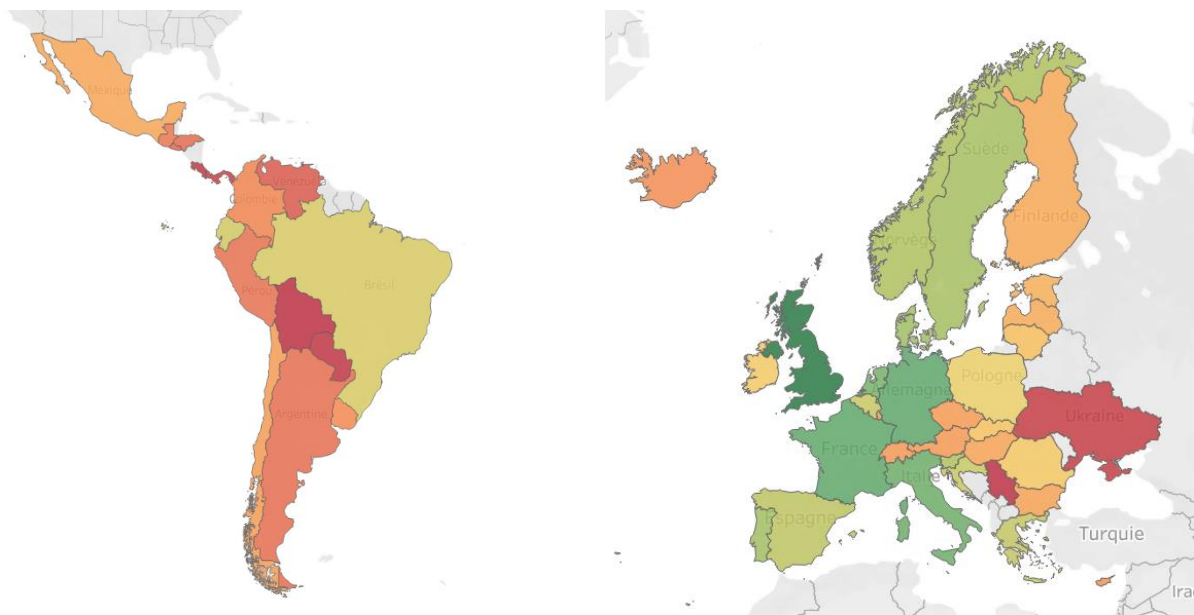 Mexique
Venezuela
Colombie
Pérou
Brésil
Argentine
Suède
Norvège
Finlande
Pologne
Allemagne
Ukraine
France
Italie
Espagne
Turquie